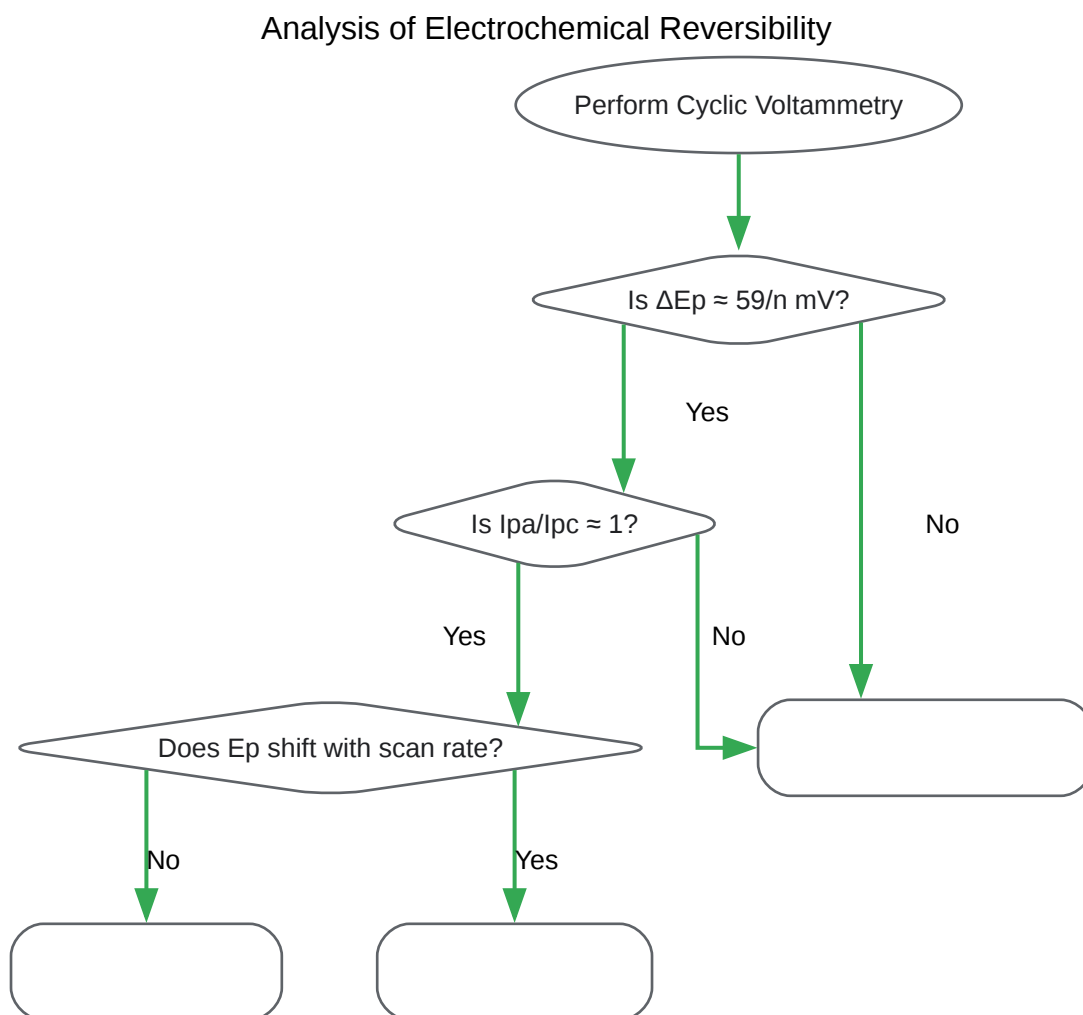 Analysis of Electrochemical Reversibility
Perform Cyclic Voltammetry
Is ΔEp ≈ 59/n mV?
Yes
Is Ipa/Ipc ≈ 1?
No
Yes
No
Does Ep shift with scan rate?
No
Yes